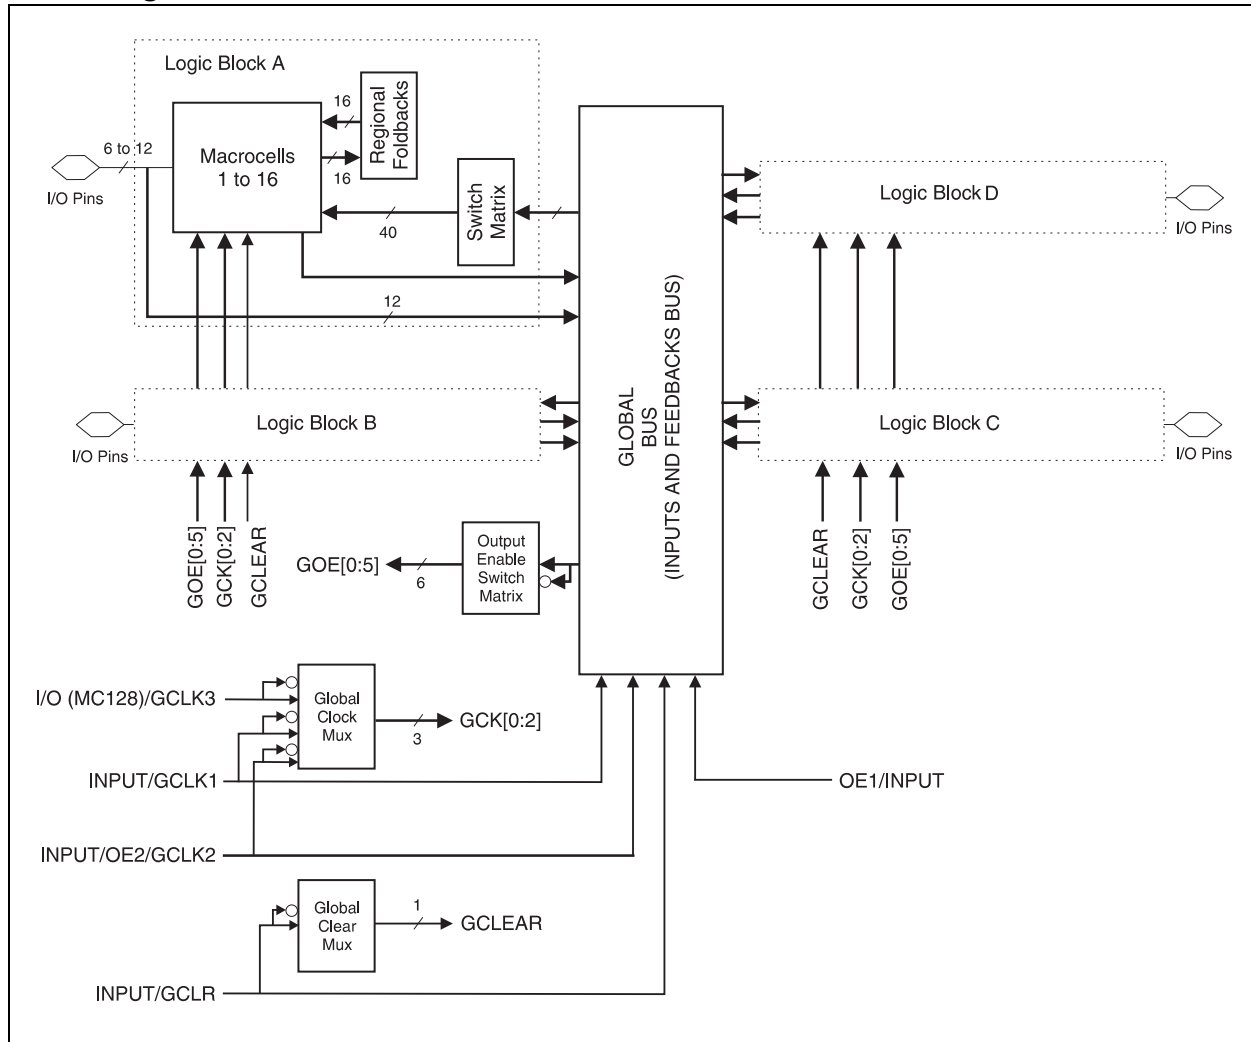 Logic Block A
16
Regional
Foldbacks
6 to 12
Macrocells
1 to 16
16
I/O Pins
40
Switch
Matrix
12
Logic Block D
I/O Pins
GLOBAL
BUS
(INPUTS AND FEEDBACKS BUS)
Logic Block B
I/O Pins
Logic Block C
I/O Pins
GOE[0:5]
GCK[0:2]
GCLEAR
GCLEAR
GCK[0:2]
GOE[0:5]
GOE[0:5]
6
Output
Enable
Switch
Matrix
I/O (MC128)/GCLK3
Global
Clock
Mux
3
GCK[0:2]
INPUT/GCLK1
OE1/INPUT
INPUT/OE2/GCLK2
Global
Clear
Mux
1
GCLEAR
INPUT/GCLR